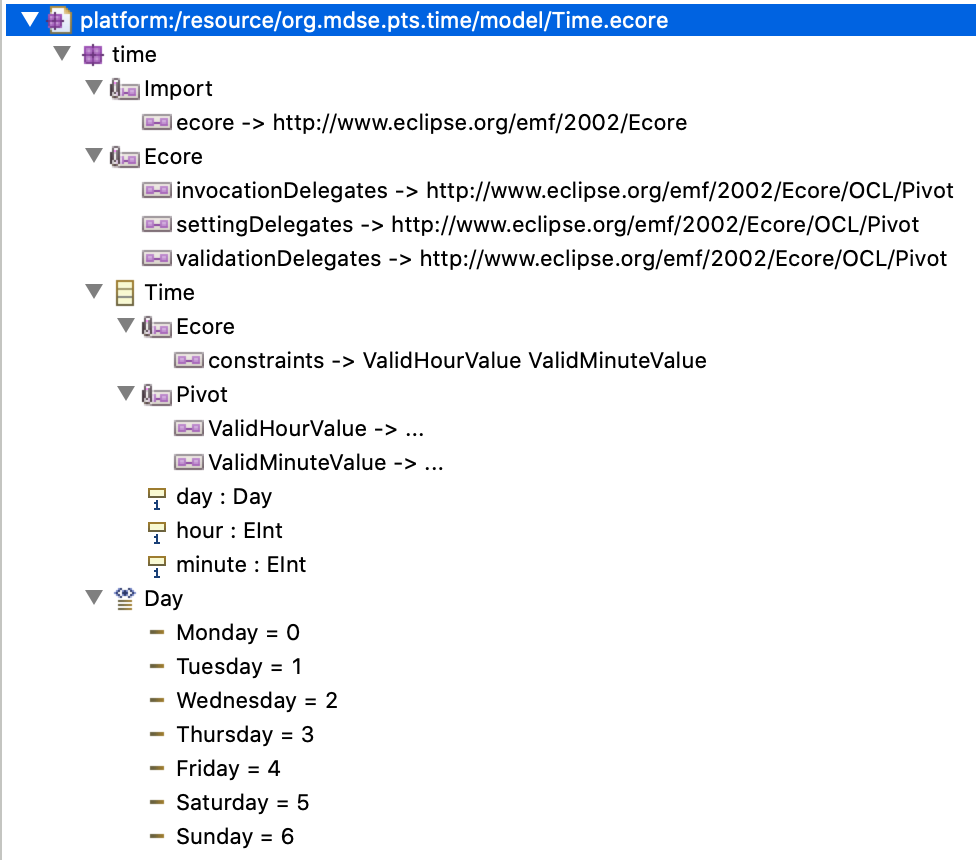 platform:/resource/org.mdse.pts.time/model/Time.ecore
time
Import
ecore -> http://www.eclipse.org/emf/2002/Ecore
Ecore
invocationDelegates -> http://www.eclipse.org/emf/2002/Ecore/OCL/Pivot
settingDelegates -> http://www.eclipse.org/emf/2002/Ecore/OCL/Pivot
validationDelegates -> http://www.eclipse.org/emf/2002/Ecore/OCL/Pivot
Time
Ecore
constraints -> ValidHourValue ValidMinuteValue
Pivot
ValidHourValue -> ...
ValidMinuteValue -> ...
day : Day
hour : EInt
minute : EInt
Day
Monday = 0
Tuesday = 1
Wednesday = 2
Thursday = 3
Friday = 4
Saturday = 5
Sunday = 6